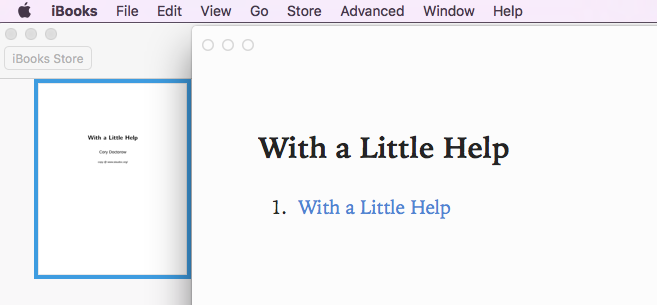 iBooks File Edit View Go Store Advanced Window Help
iBooks Store
With a Little Help
Cory Doctorow
With a Little Help
1. With a Little Help